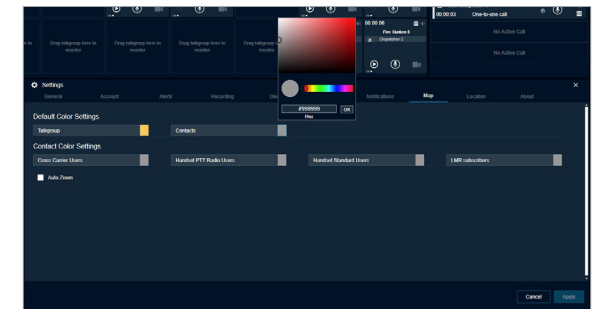 00:00:06
Fire Station 6
Dispatcher 2
00:00:03 One-to-one call
No Active Call
No Active Call
Drag talkgroup here to monitor
Drag talkgroup here to monitor
Drag talkgroup here to monitor
Drag talkgroup
Settings
General Account Alerts Recording Notifications Map Location About
#999999 OK
Hex
Default Color Settings
Talkgroup Contacts
Contact Color Settings
Cross Carrier Users Handset PTT Radio Users Handset Standard Users LMR subscribers
Auto Zoom
Cancel Apply